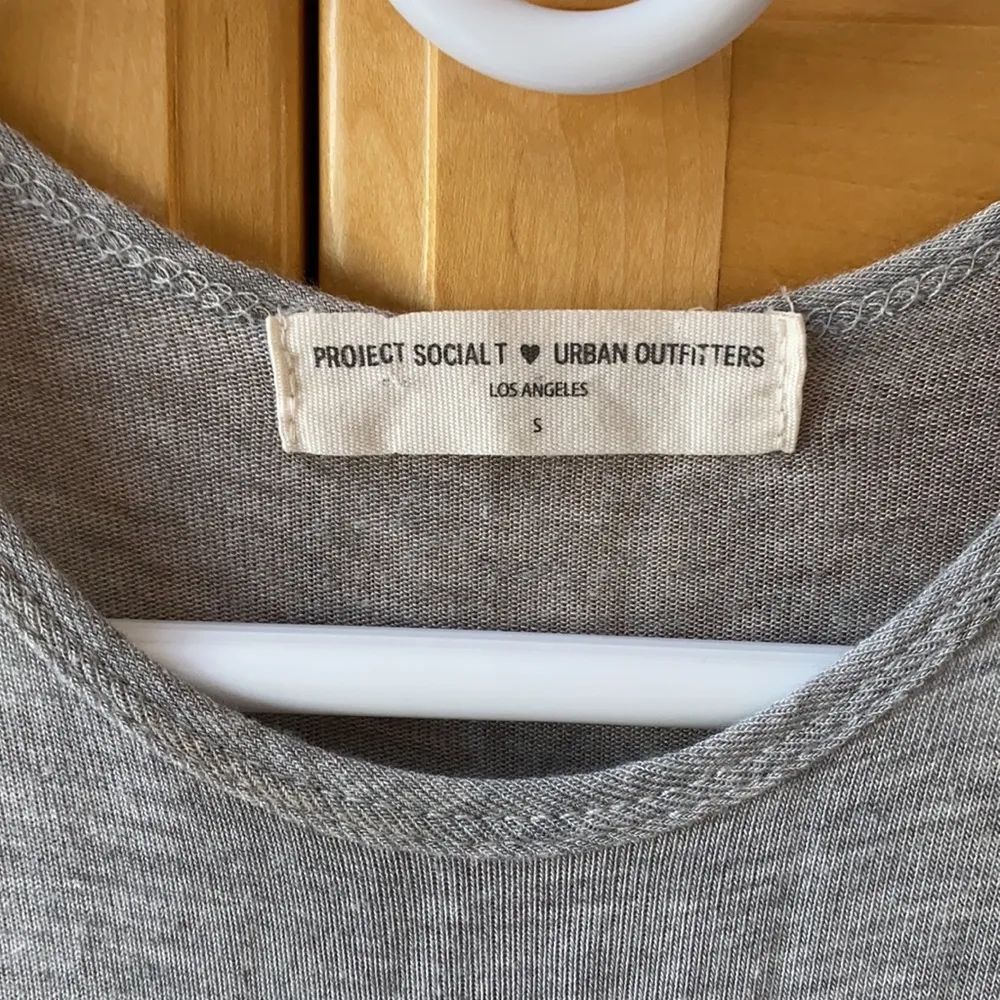 PROJECT SOCIAL T ♥ URBAN OUTFITTERS
LOS ANGELES
S